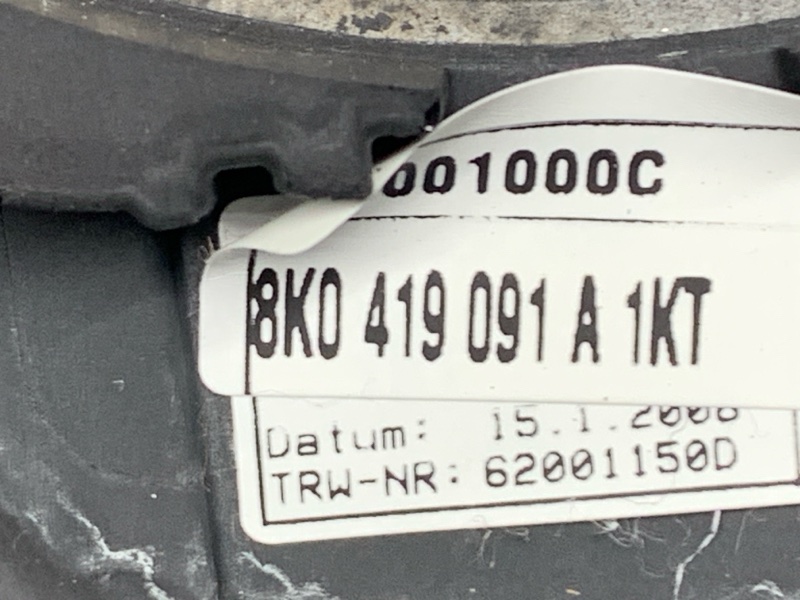 001000C
8K0 419 091 A 1KT
Datum: 15.1.2008
TRW-NR: 62001150D